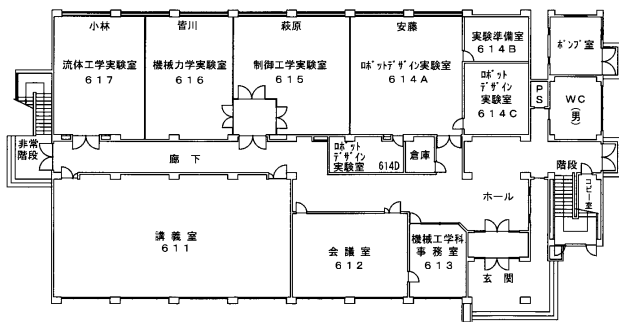 小林
流体工学実験室
617
皆川
機械力学実験室
616
萩原
制御工学実験室
615
安藤
ロボットデザイン実験室
614A
実験準備室
614B
ロボット
デザイン
実験室
614C
ポンプ室
PS
WC
(男)
非常
階段
廊下
ロボット
デザイン
実験室
614D
倉庫
階段
コピー室
ホール
講義室
611
会議室
612
機械工学科
事務室
613
玄関